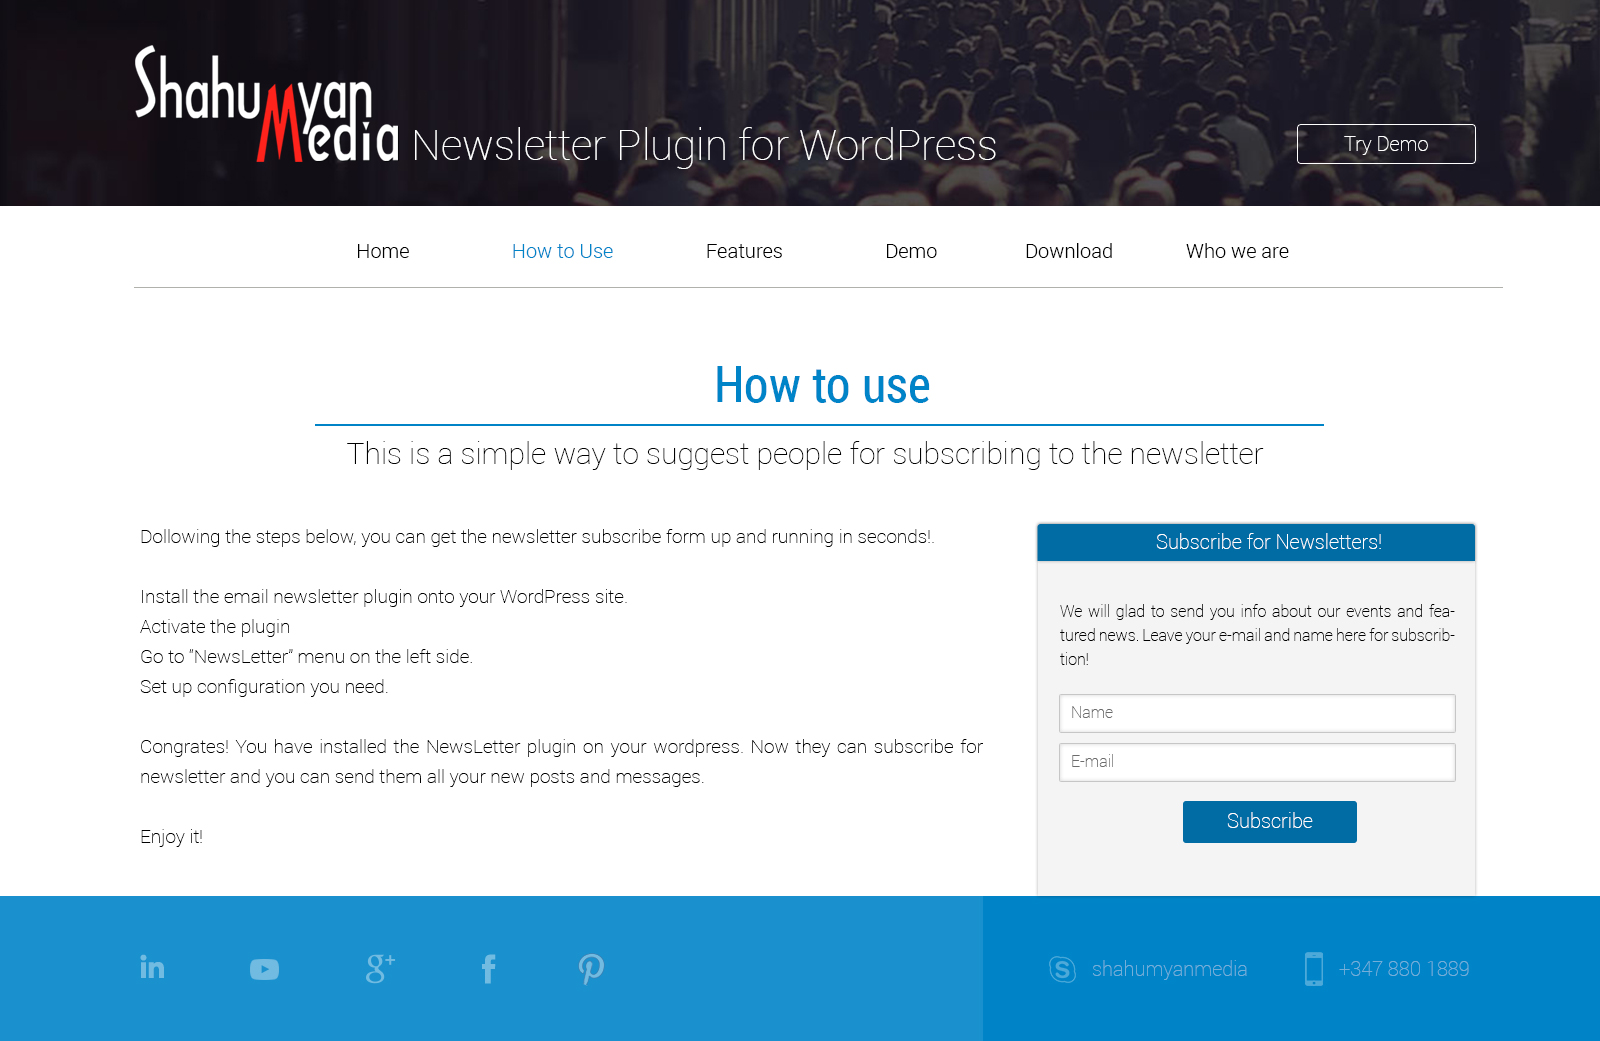 ShahuMyan
Media Newsletter Plugin for WordPress
Try Demo
Home How to Use Features Demo Download Who we are
How to use
This is a simple way to suggest people for subscribing to the newsletter
Dollowing the steps below, you can get the newsletter subscribe form up and running in seconds!.
Install the email newsletter plugin onto your WordPress site.
Activate the plugin
Go to “NewsLetter” menu on the left side.
Set up configuration you need.
Congrates! You have installed the NewsLetter plugin on your wordpress. Now they can subscribe for
newsletter and you can send them all your new posts and messages.
Enjoy it!
Subscribe for Newsletters!
We will glad to send you info about our events and fea-
tured news. Leave your e-mail and name here for subscrib-
tion!
Name
E-mail
Subscribe
shahumyanmedia
+347 880 1889